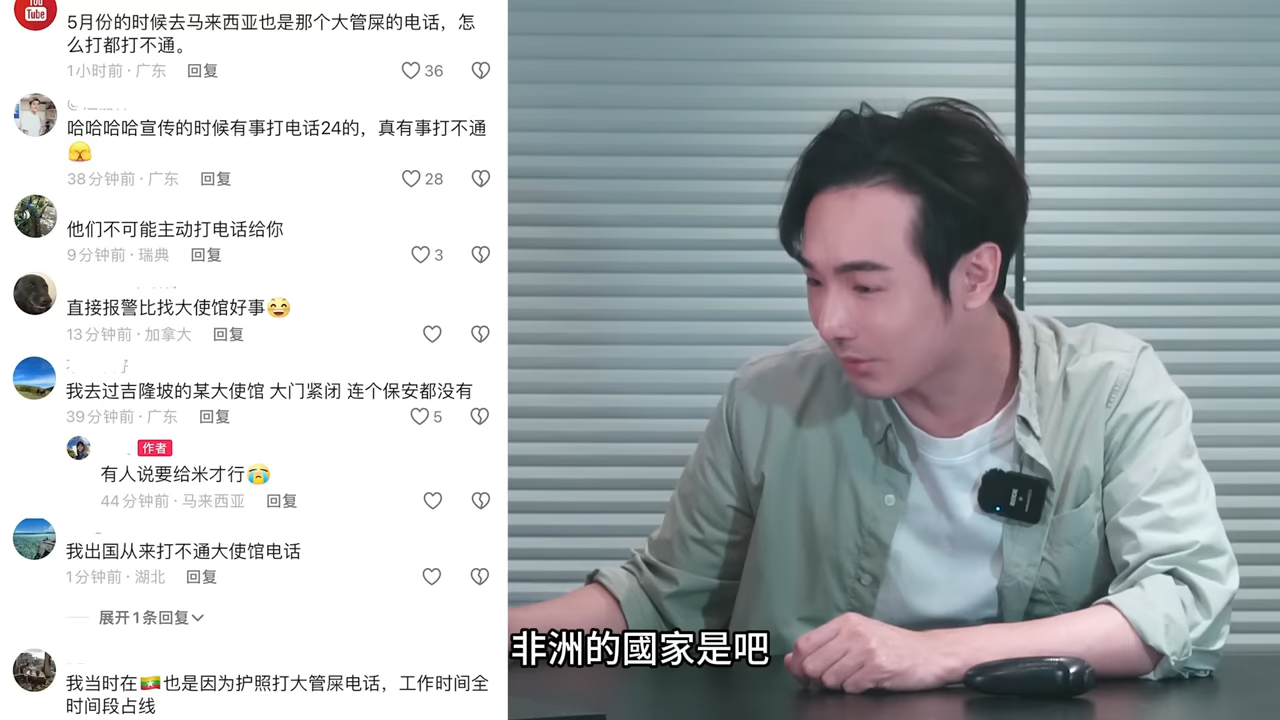 You
Tube
5月份的时候去马来西亚也是那个大管屎的电话，怎
么打都打不通。
1小时前·广东 回复 36
哈哈哈哈宣传的时候有事打电话24的，真有事打不通
38分钟前·广东 回复 28
他们不可能主动打电话给你
9分钟前·瑞典 回复 3
直接报警比找大使馆好事😄
13分钟前·加拿大 回复
我去过吉隆坡的某大使馆 大门紧闭 连个保安都没有
39分钟前·广东 回复 5
作者
有人说要给米才行😭
44分钟前·马来西亚 回复
我出国从来打不通大使馆电话
1分钟前·湖北 回复
展开1条回复
我当时在🇲🇲也是因为护照打大管屎电话，工作时间全
时间段占线
非洲的國家是吧